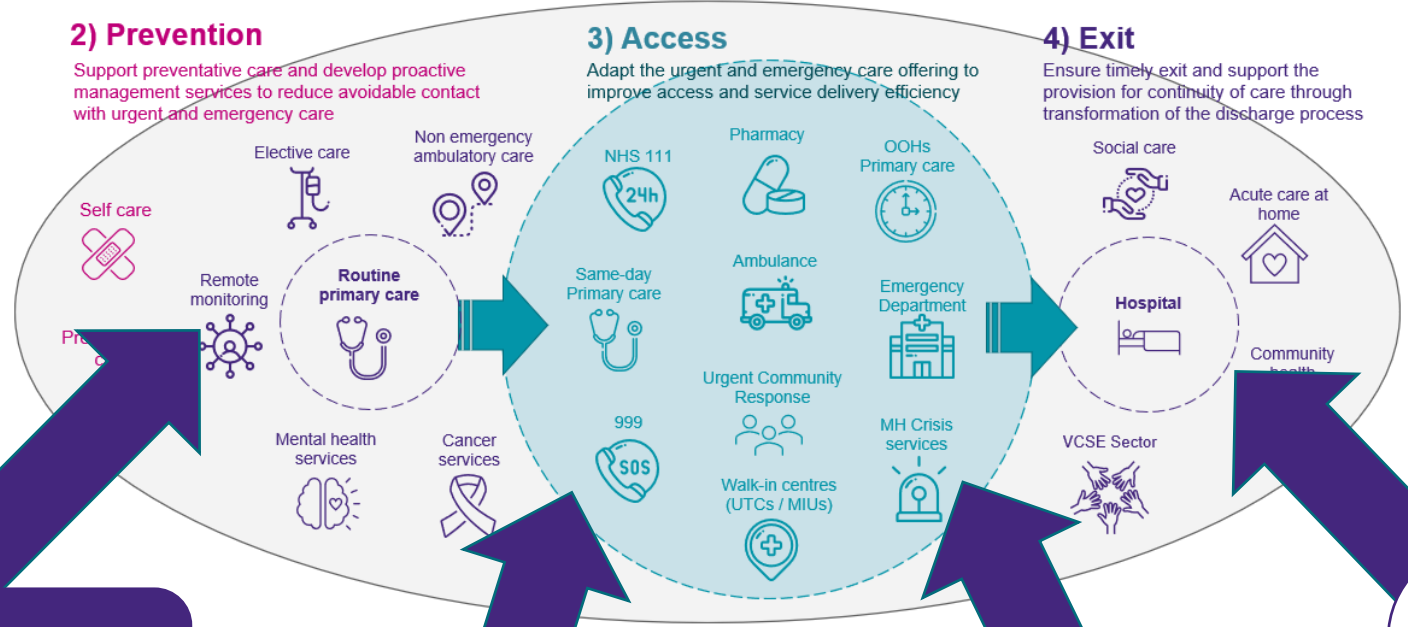 2) Prevention
Support preventative care and develop proactive
management services to reduce avoidable contact
with urgent and emergency care
Elective care
Non emergency
ambulatory care
Self care
Remote
monitoring
Routine
primary care
Mental health
services
Cancer
services
3) Access
Adapt the urgent and emergency care offering to
improve access and service delivery efficiency
NHS 111
24h
Pharmacy
OOHs
Primary care
Same-day
Primary care
Ambulance
Emergency
Department
Urgent Community
Response
999
SOS
MH Crisis
services
Walk-in centres
(UTCs / MIUs)
4) Exit
Ensure timely exit and support the
provision for continuity of care through
transformation of the discharge process
Social care
Acute care at
home
Hospital
Community
health
VCSE Sector